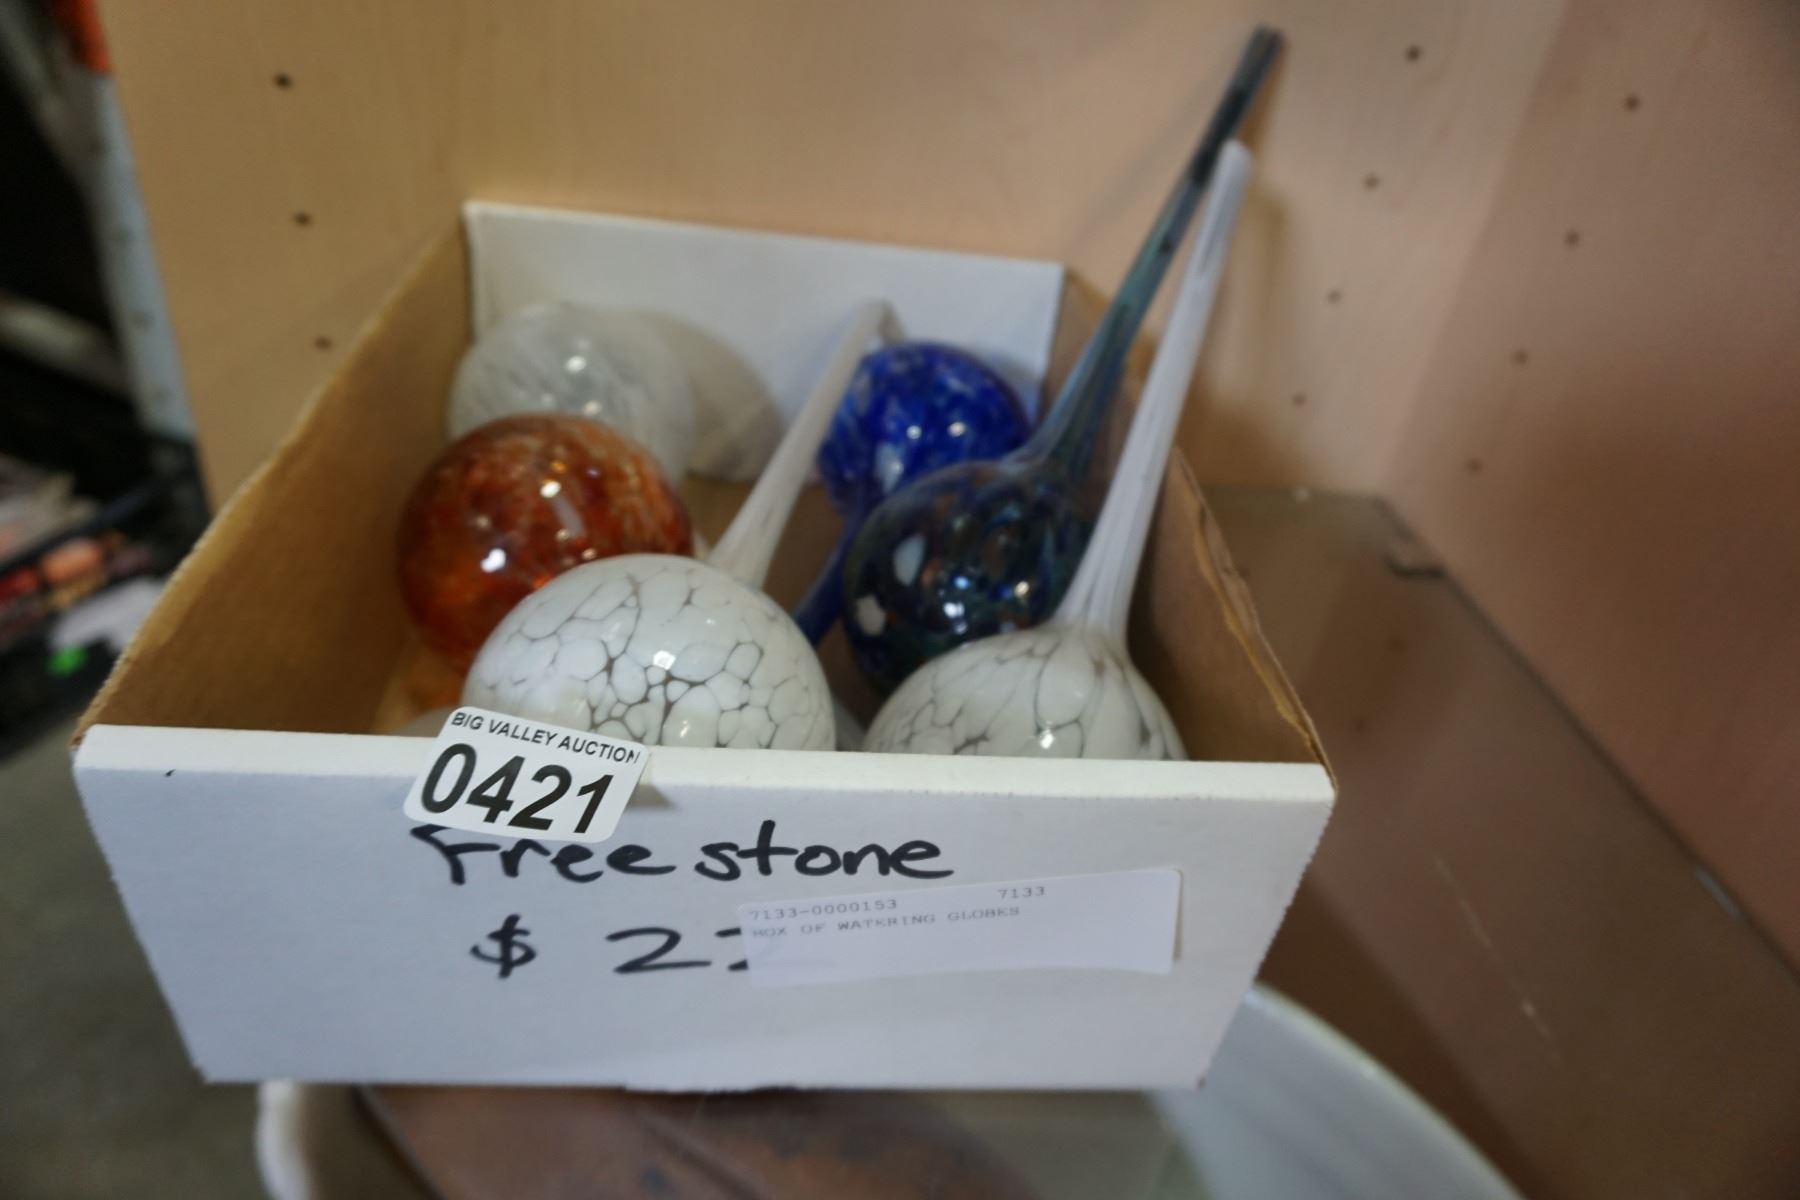 BIG VALLEY AUCTION
0421
Freestone
$ 22
7133-0000153 7133
BOX OF WATERING GLOBES